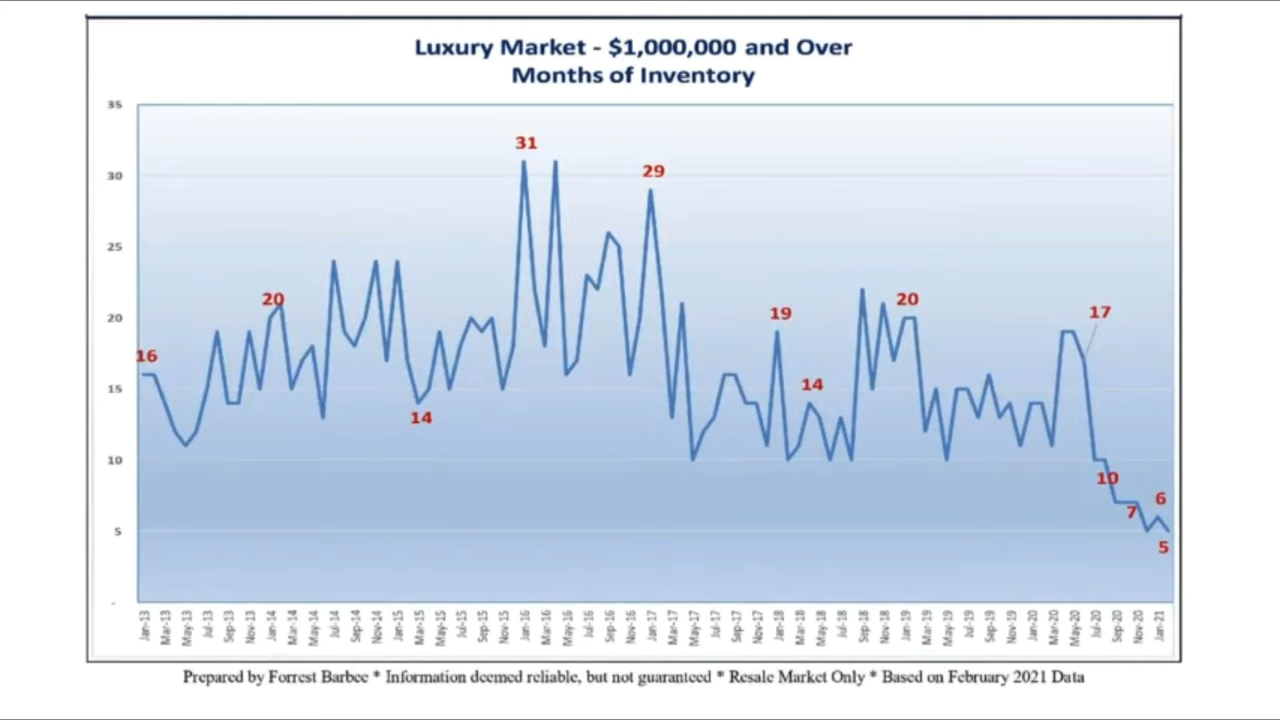 Luxury Market - $1,000,000 and Over
Months of Inventory
35
30
25
20
15
10
5
-
16
20
14
31
29
19
14
20
17
10
7
6
5
Jan-13
Mar-13
May-13
Jul-13
Sep-13
Nov-13
Jan-14
Mar-14
May-14
Jul-14
Sep-14
Nov-14
Jan-15
Mar-15
May-15
Jul-15
Sep-15
Nov-15
Jan-16
Mar-16
May-16
Jul-16
Sep-16
Nov-16
Jan-17
Mar-17
May-17
Jul-17
Sep-17
Nov-17
Jan-18
Mar-18
May-18
Jul-18
Sep-18
Nov-18
Jan-19
Mar-19
May-19
Jul-19
Sep-19
Nov-19
Jan-20
Mar-20
May-20
Jul-20
Sep-20
Nov-20
Jan-21
Prepared by Forrest Barbee * Information deemed reliable, but not guaranteed * Resale Market Only * Based on February 2021 Data